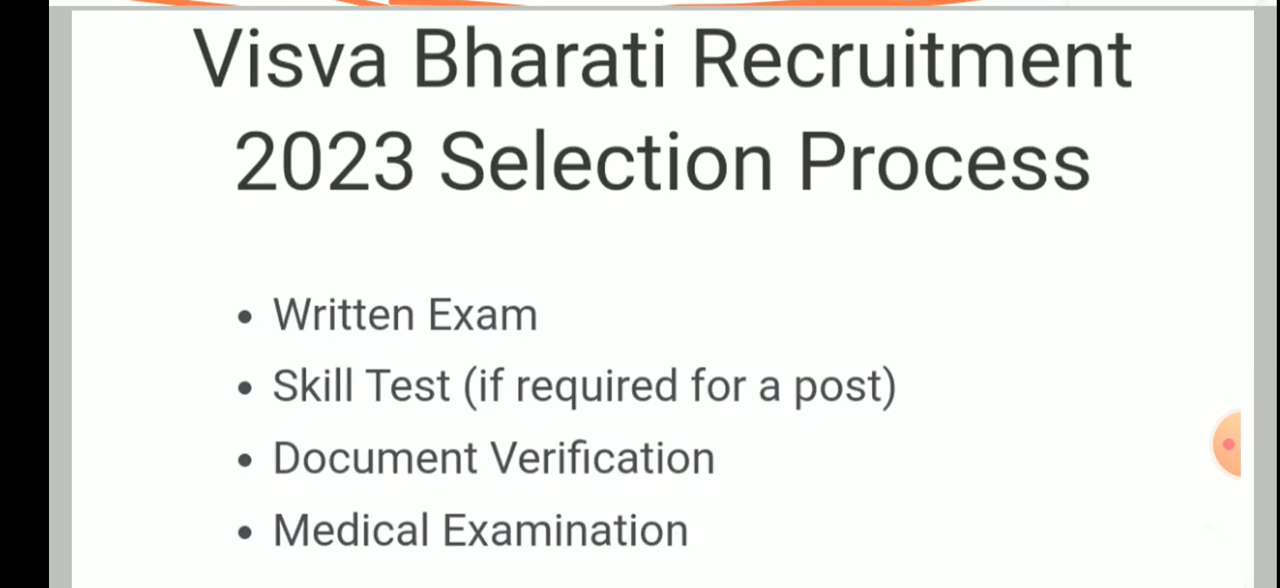 Visva Bharati Recruitment
2023 Selection Process
• Written Exam
• Skill Test (if required for a post)
• Document Verification
• Medical Examination